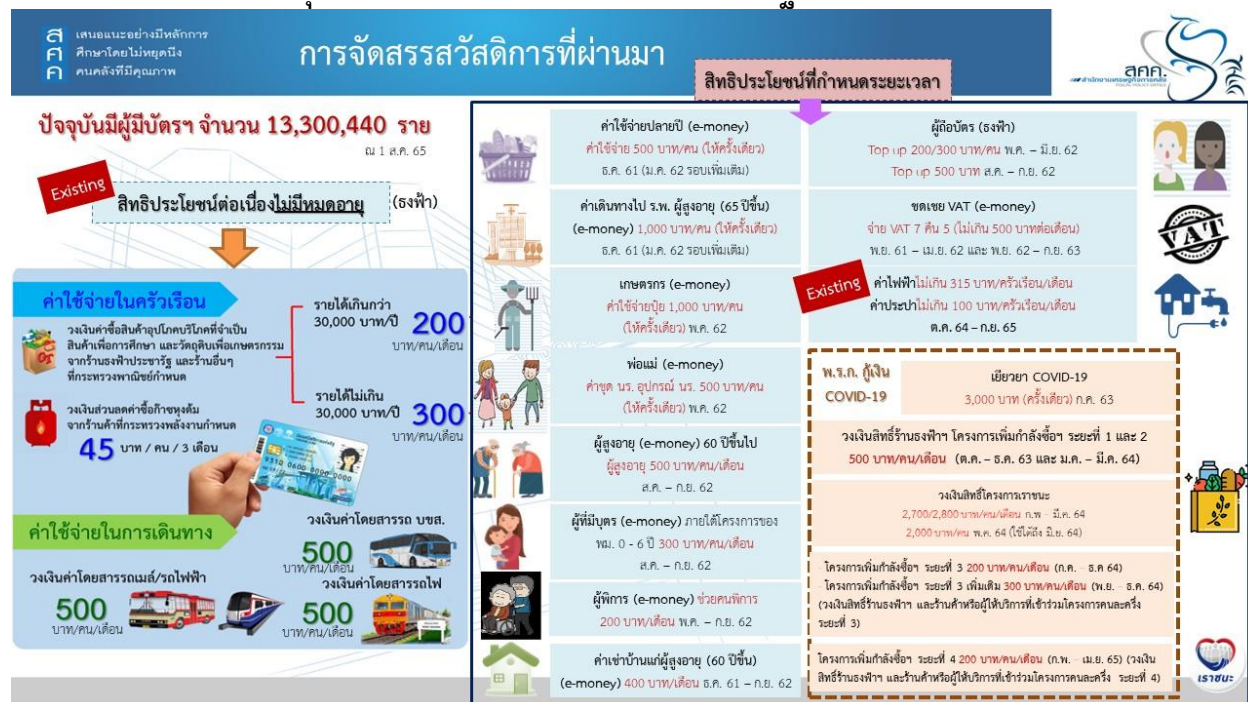 เสนอแนะอย่างมีหลักการ
ศึกษาโดยไม่หยุดนิ่ง
คนคลังที่มีคุณภาพ
สศค
การจัดสรรสวัสดิการที่ผ่านมา
สศค.
สำนักงานเศรษฐกิจการคลัง
FISCAL POLICY OFFICE
สิทธิประโยชน์ที่กำหนดระยะเวลา
ปัจจุบันมีผู้มีบัตรฯ จำนวน 13,300,440 ราย
ณ 1 ส.ค. 65
Existing
สิทธิประโยชน์ต่อเนื่องไม่มีหมดอายุ (ธงฟ้า)
ค่าใช้จ่ายในครัวเรือน
วงเงินค่าซื้อสินค้าอุปโภคบริโภคที่จำเป็น
สินค้าเพื่อการศึกษา และวัตถุดิบเพื่อเกษตรกรรม
จากร้านธงฟ้าประชารัฐ และร้านอื่นๆ
ที่กระทรวงพาณิชย์กำหนด
รายได้เกินกว่า
30,000 บาท/ปี 200
บาท/คน/เดือน
รายได้ไม่เกิน
30,000 บาท/ปี 300
บาท/คน/เดือน
วงเงินส่วนลดค่าซื้อก๊าซหุงต้ม
จากร้านค้าที่กระทรวงพลังงานกำหนด
45 บาท / คน / 3 เดือน
ค่าใช้จ่ายในการเดินทาง
วงเงินค่าโดยสารรถ บขส.
500
บาท/คน/เดือน
วงเงินค่าโดยสารรถเมล์/รถไฟฟ้า
500
บาท/คน/เดือน
วงเงินค่าโดยสารรถไฟ
500
บาท/คน/เดือน
ค่าใช้จ่ายปลายปี (e-money)
ค่าใช้จ่าย 500 บาท/คน (ให้ครั้งเดียว)
ธ.ค. 61 (ม.ค. 62 รอบเพิ่มเติม)
ค่าเดินทางไป ร.พ. ผู้สูงอายุ (65 ปีขึ้น)
(e-money) 1,000 บาท/คน (ให้ครั้งเดียว)
ธ.ค. 61 (ม.ค. 62 รอบเพิ่มเติม)
เกษตรกร (e-money)
ค่าใช้จ่ายปุ๋ย 1,000 บาท/คน
(ให้ครั้งเดียว) พ.ค. 62
พ่อแม่ (e-money)
ค่าชุด นร. อุปกรณ์ นร. 500 บาท/คน
(ให้ครั้งเดียว) พ.ค. 62
ผู้สูงอายุ (e-money) 60 ปีขึ้นไป
ผู้สูงอายุ 500 บาท/คน/เดือน
ส.ค. – ก.ย. 62
ผู้ที่มีบุตร (e-money) ภายใต้โครงการของ
พม. 0 - 6 ปี 300 บาท/คน/เดือน
ส.ค. – ก.ย. 62
ผู้พิการ (e-money) ช่วยคนพิการ
200 บาท/เดือน พ.ค. – ก.ย. 62
ค่าเช่าบ้านแก่ผู้สูงอายุ (60 ปีขึ้น)
(e-money) 400 บาท/เดือน ธ.ค. 61 – ก.ย. 62
ผู้ถือบัตร (ธงฟ้า)
Top up 200/300 บาท/คน พ.ค. – มิ.ย. 62
Top up 500 บาท ส.ค. – ก.ย. 62
ชดเชย VAT (e-money)
จ่าย VAT 7 คืน 5 (ไม่เกิน 500 บาทต่อเดือน)
พ.ย. 61 – เม.ย. 62 และ พ.ย. 62 – ก.ย. 63
VAT
Existing
ค่าไฟฟ้าไม่เกิน 315 บาท/ครัวเรือน/เดือน
ค่าประปาไม่เกิน 100 บาท/ครัวเรือน/เดือน
ต.ค. 64 – ก.ย. 65
พ.ร.ก. กู้เงิน
COVID-19
เยียวยา COVID-19
3,000 บาท (ครั้งเดียว) ก.ค. 63
วงเงินสิทธิ์ร้านธงฟ้าฯ โครงการเพิ่มกำลังซื้อฯ ระยะที่ 1 และ 2
500 บาท/คน/เดือน (ต.ค. – ธ.ค. 63 และ ม.ค. – มี.ค. 64)
วงเงินสิทธิ์โครงการเราชนะ
2,700/2,800 บาท/คน/เดือน ก.พ – มี.ค. 64
2,000 บาท/คน พ.ค. 64 (ใช้ได้ถึง มิ.ย. 64)
- โครงการเพิ่มกำลังซื้อฯ ระยะที่ 3 200 บาท/คน/เดือน (ก.ค. - ธ.ค 64)
- โครงการเพิ่มกำลังซื้อฯ ระยะที่ 3 เพิ่มเติม 300 บาท/คน/เดือน (พ.ย. - ธ.ค. 64)
(วงเงินสิทธิ์ร้านธงฟ้าฯ และร้านค้าหรือผู้ให้บริการที่เข้าร่วมโครงการคนละครึ่ง
ระยะที่ 3)
โครงการเพิ่มกำลังซื้อฯ ระยะที่ 4 200 บาท/คน/เดือน (ก.พ. - เม.ย. 65) (วงเงิน
สิทธิ์ร้านธงฟ้าฯ และร้านค้าหรือผู้ให้บริการที่เข้าร่วมโครงการคนละครึ่ง ระยะที่ 4)
เราชนะ